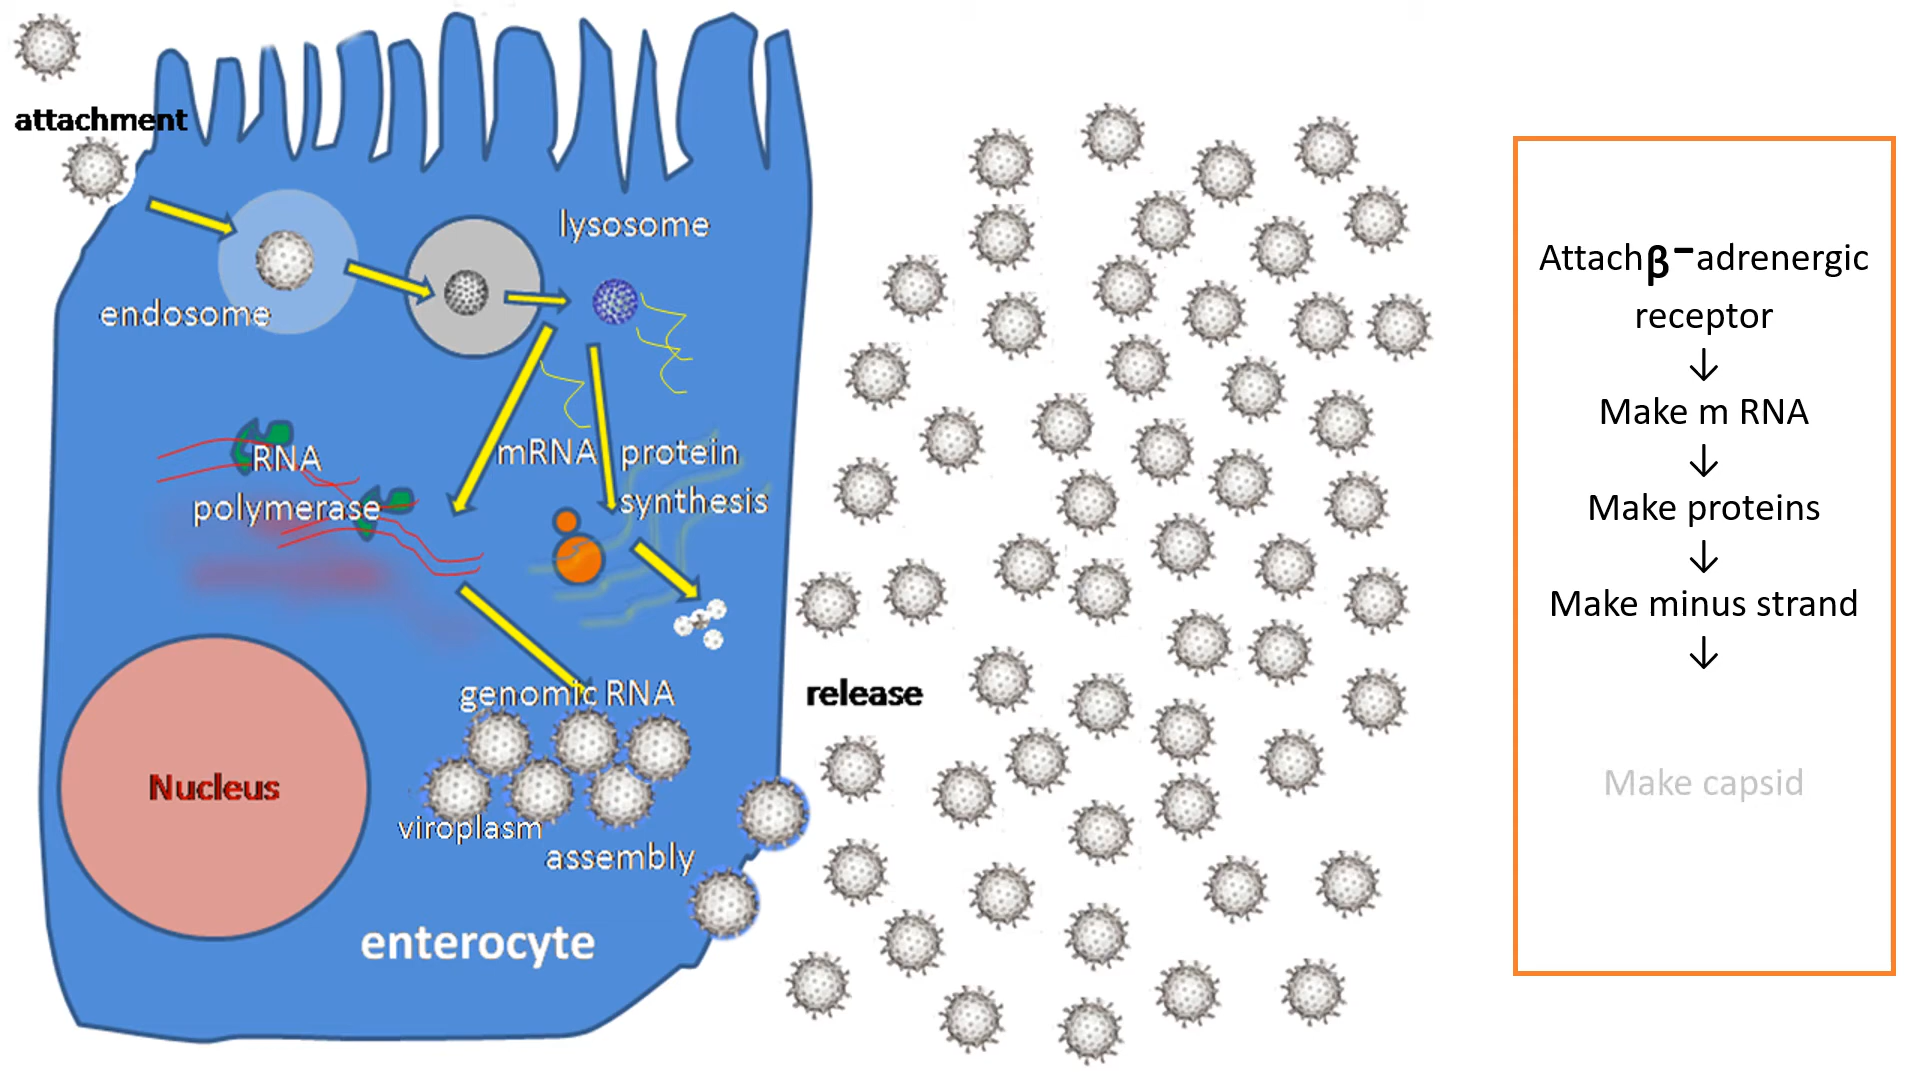 attachment
lysosome
endosome
RNA
polymerase
mRNA
protein
synthesis
genomic RNA
viroplasm
assembly
Nucleus
enterocyte
release
Attach β-adrenergic
receptor
↓
Make m RNA
↓
Make proteins
↓
Make minus strand
↓
Make capsid